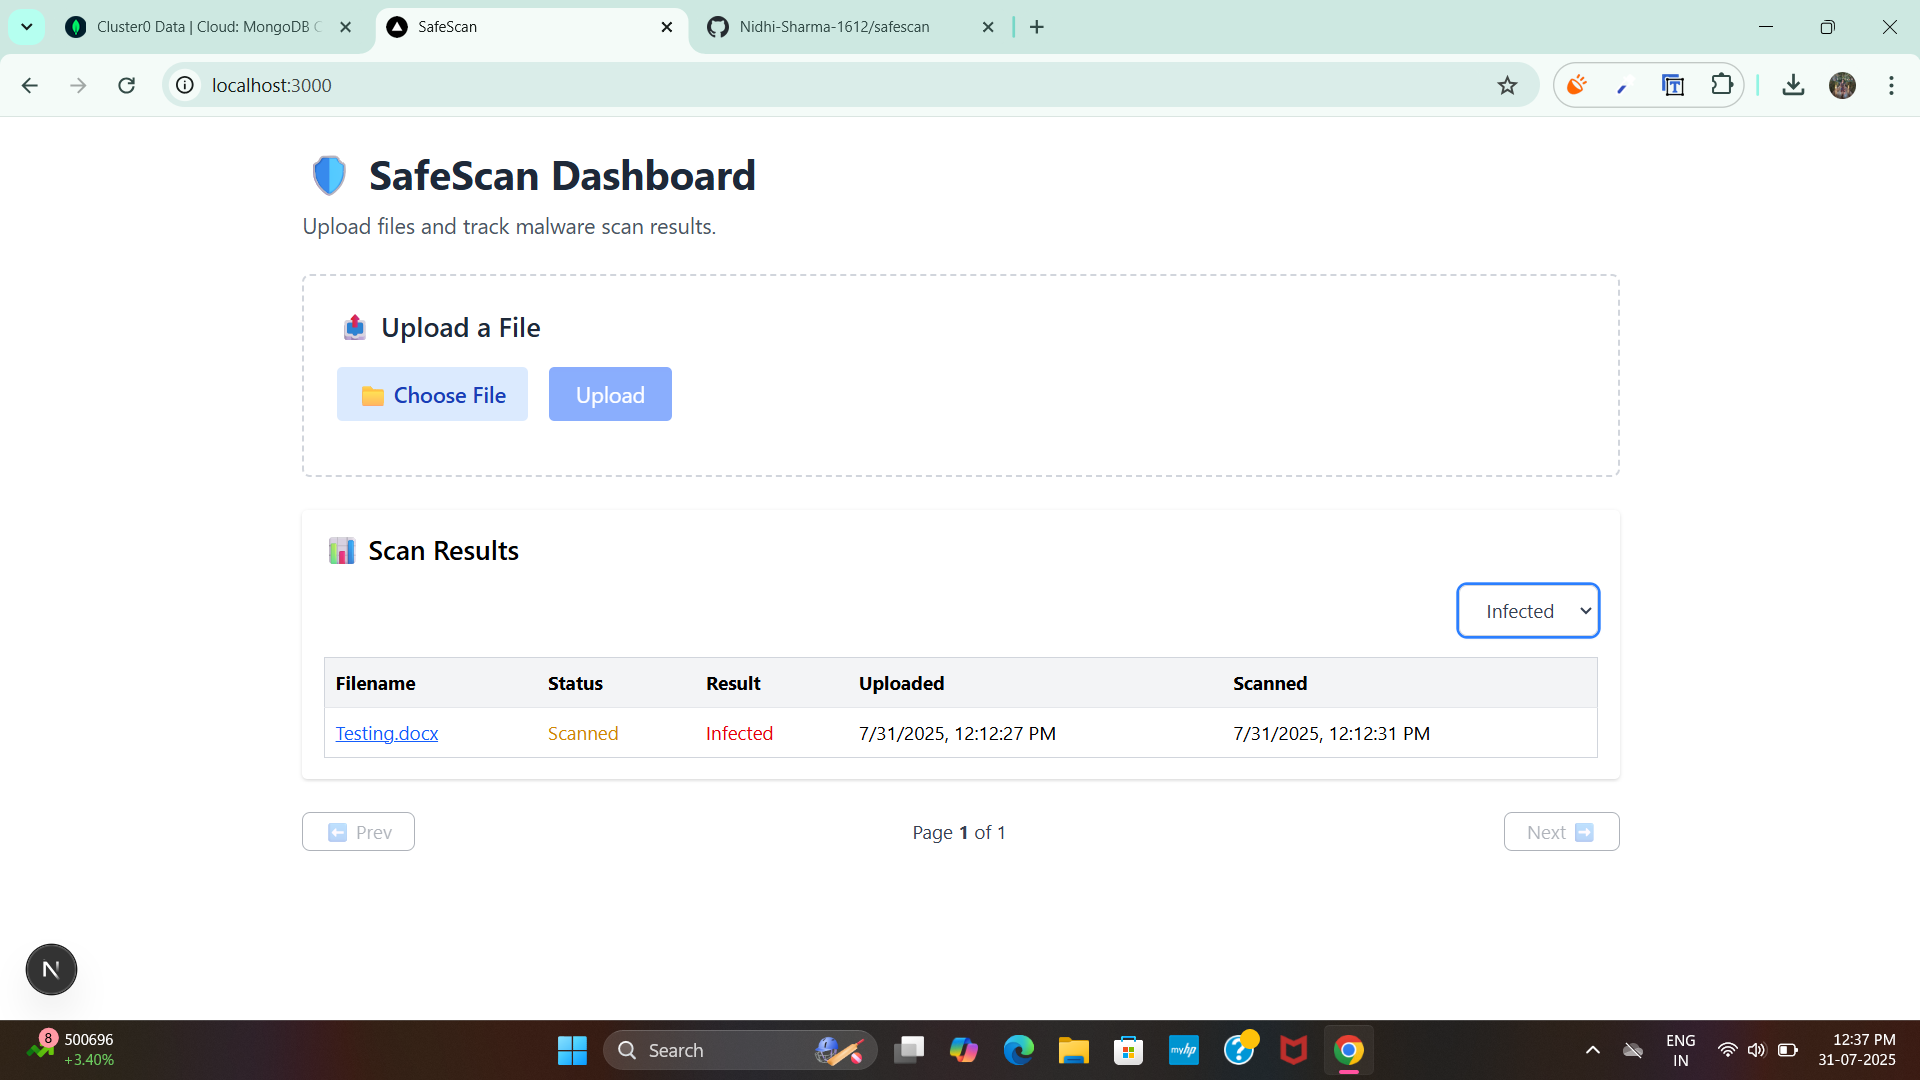 Cluster0 Data | Cloud: MongoDB C
SafeScan
Nidhi-Sharma-1612/safescan
localhost:3000
SafeScan Dashboard
Upload files and track malware scan results.
Upload a File
Choose File
Upload
Scan Results
Infected
Filename Status Result Uploaded Scanned
Testing.docx Scanned Infected 7/31/2025, 12:12:27 PM 7/31/2025, 12:12:31 PM
Prev
Page 1 of 1
Next
N
8
500696
+3.40%
Search
myhp
ENG
IN
12:37 PM
31-07-2025